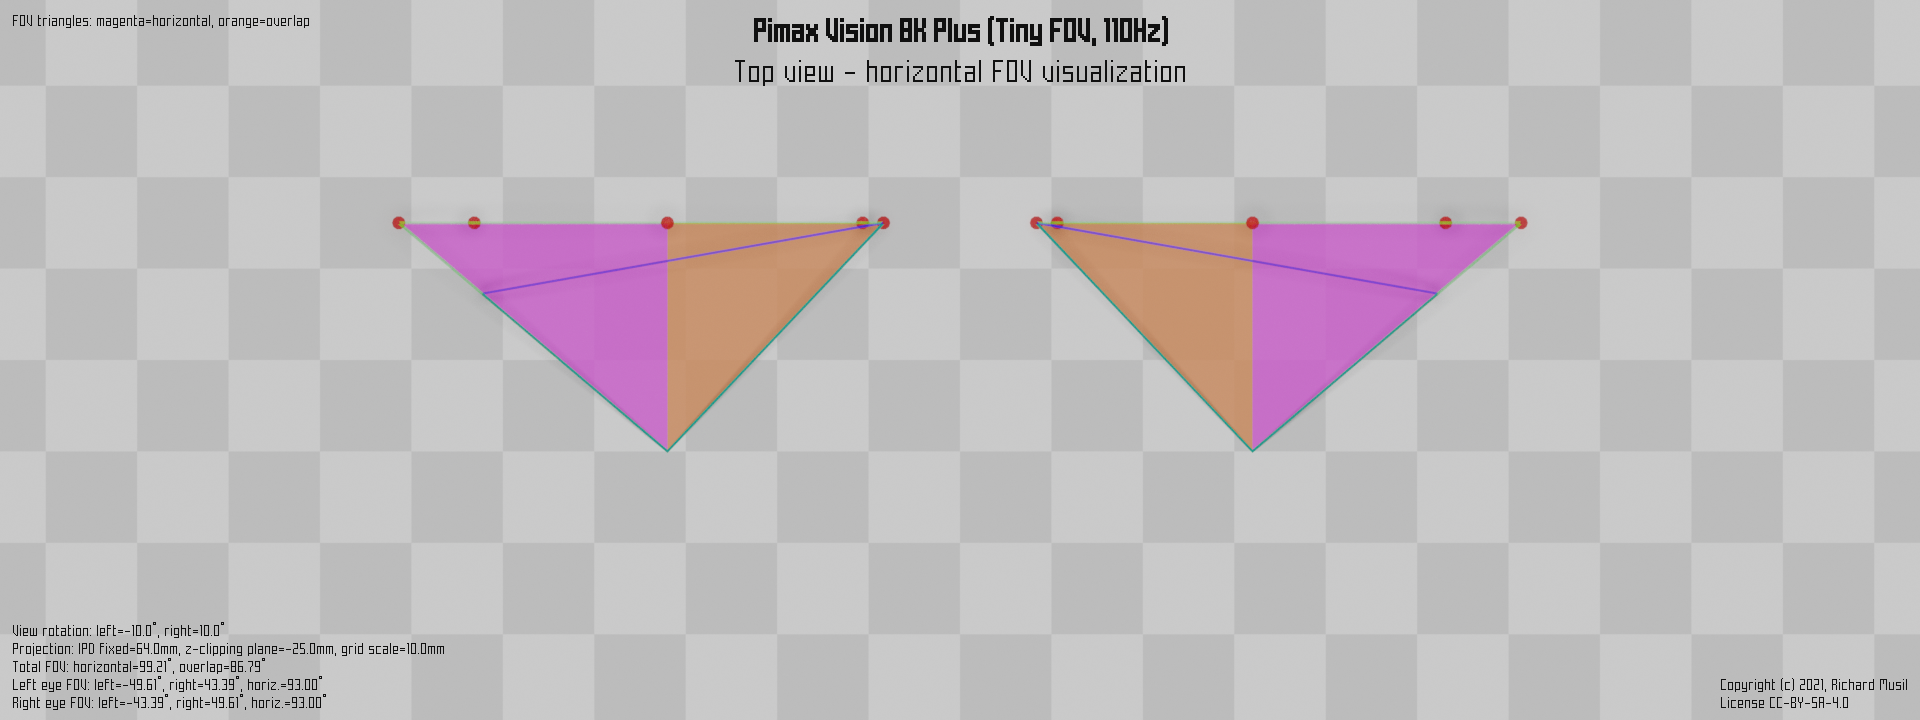 FOV triangles: magenta=horizontal, orange=overlap
Pimax Vision 8K Plus (Tiny FOV, 110Hz)
Top view - horizontal FOV visualization
View rotation: left=-10.0°, right=10.0°
Projection: IPD fixed=64.0mm, z-clipping plane=-25.0mm, grid scale=10.0mm
Total FOV: horizontal=99.21°, overlap=86.79°
Left eye FOV: left=-49.61°, right=43.39°, horiz.=93.00°
Right eye FOV: left=-43.39°, right=49.61°, horiz.=93.00°
Copyright (c) 2021, Richard Musil
License CC-BY-SA-4.0